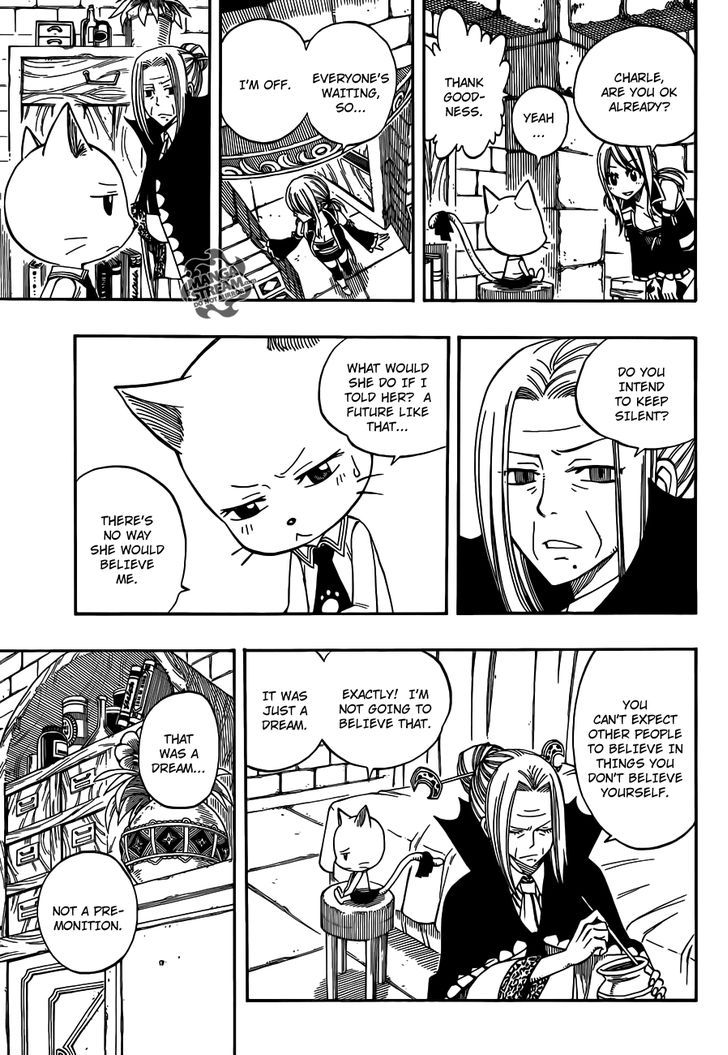 CHARLE,
ARE YOU OK
ALREADY?
YEAH
...
THANK
GOOD-
NESS.
EVERYONE'S
WAITING,
SO...
I'M OFF.
MANGA
STREAM
DO YOU
INTEND
TO KEEP
SILENT?
WHAT WOULD
SHE DO IF I
TOLD HER? A
FUTURE LIKE
THAT...
THERE'S
NO WAY
SHE WOULD
BELIEVE
ME.
YOU
CAN'T EXPECT
OTHER PEOPLE
TO BELIEVE IN
THINGS YOU
DON'T BELIEVE
YOURSELF.
EXACTLY! I'M
NOT GOING TO
BELIEVE THAT.
IT WAS
JUST A
DREAM.
THAT
WAS A
DREAM...
NOT A PRE-
MONITION.